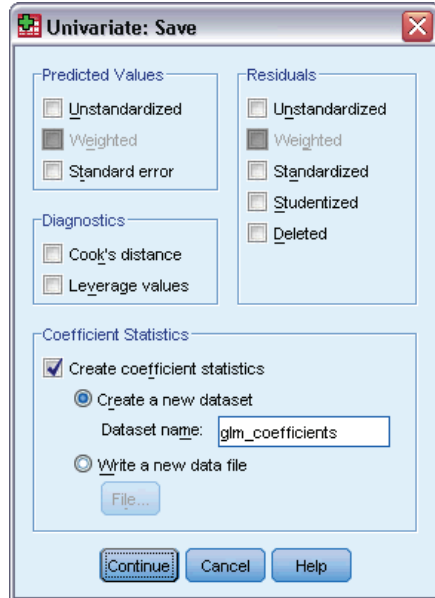 Univariate: Save
Predicted Values
Unstandardized
Weighted
Standard error
Diagnostics
Cook's distance
Leverage values
Residuals
Unstandardized
Weighted
Standardized
Studentized
Deleted
Coefficient Statistics
Create coefficient statistics
Create a new dataset
Dataset name: glm_coefficients
Write a new data file
File...
Continue Cancel Help